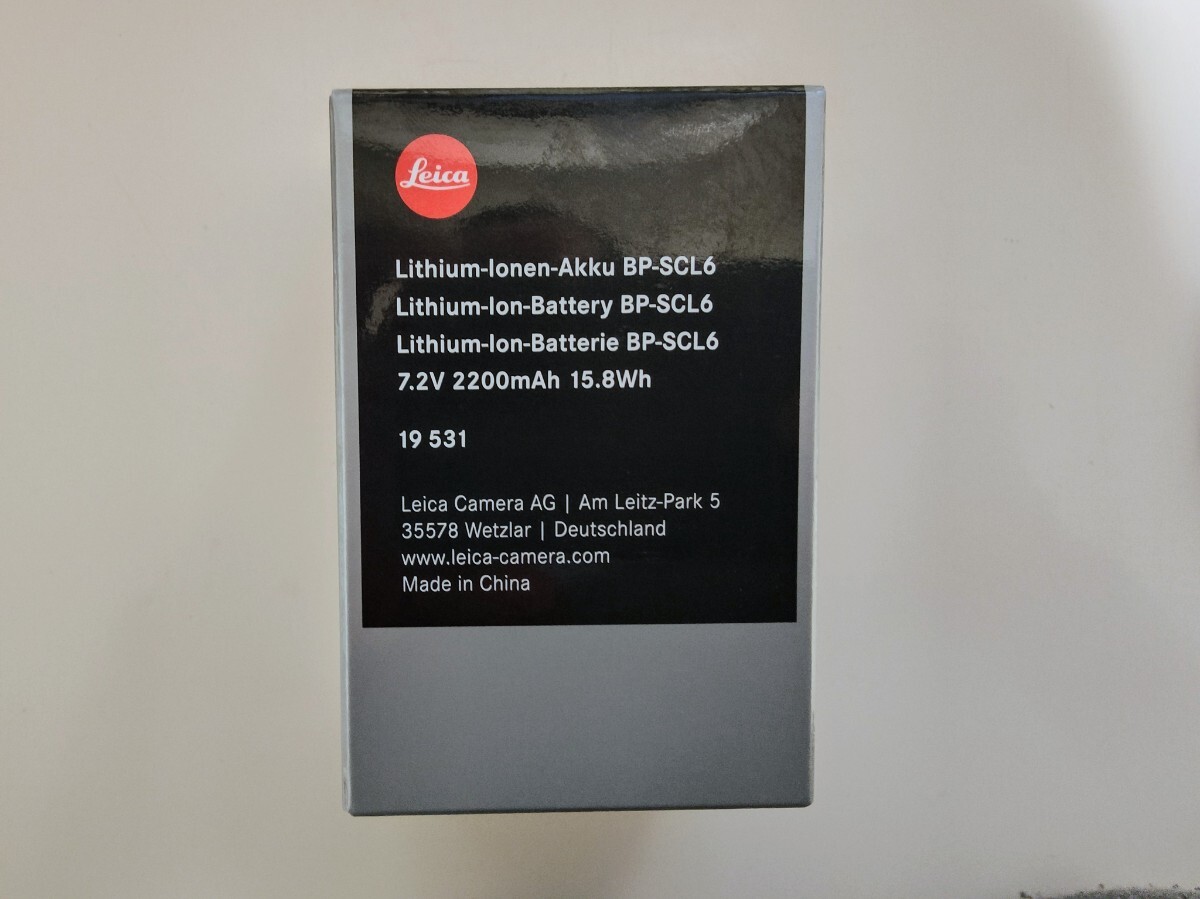 Leica
Lithium-Ionen-Akku BP-SCL6
Lithium-Ion-Battery BP-SCL6
Lithium-Ion-Batterie BP-SCL6
7.2V 2200mAh 15.8Wh
19 531
Leica Camera AG | Am Leitz-Park 5
35578 Wetzlar | Deutschland
www.leica-camera.com
Made in China